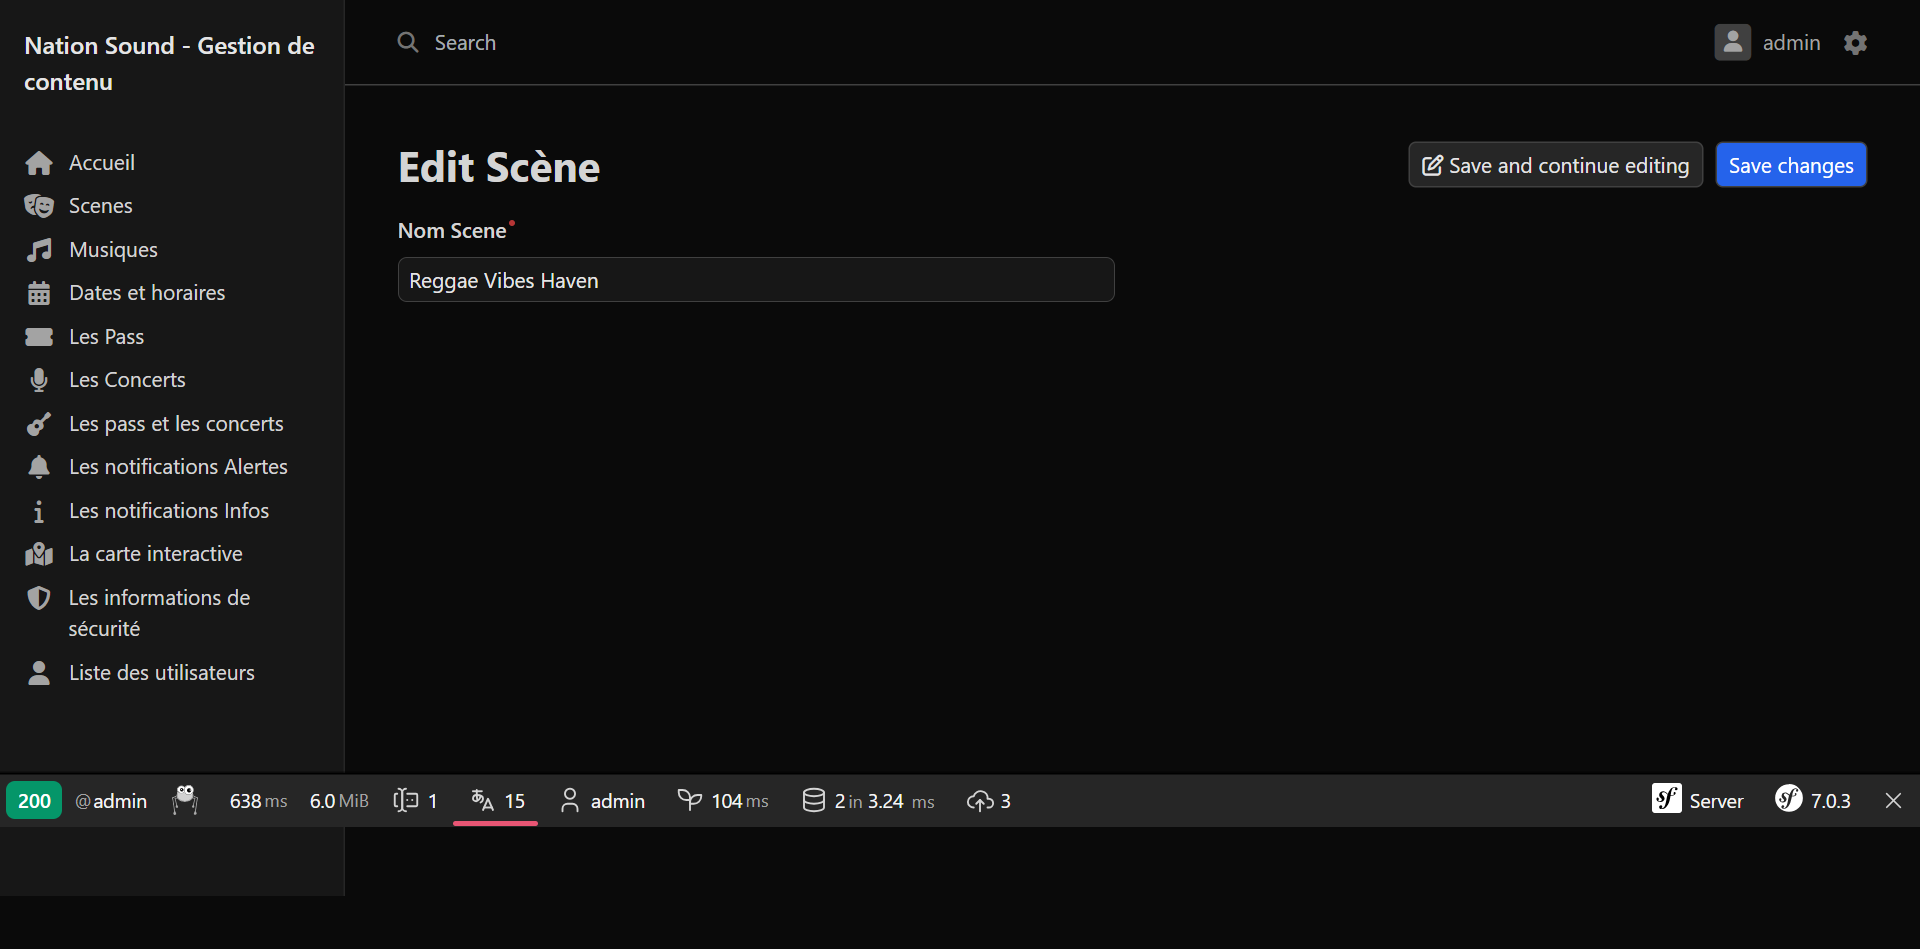 Nation Sound - Gestion de
contenu
Search
admin
Accueil
Scenes
Musiques
Dates et horaires
Les Pass
Les Concerts
Les pass et les concerts
Les notifications Alertes
Les notifications Infos
La carte interactive
Les informations de
sécurité
Liste des utilisateurs
Edit Scène
Save and continue editing
Save changes
Nom Scene
Reggae Vibes Haven
200 @admin 638 ms 6.0 MiB 1 15 admin 104 ms 2 in 3.24 ms 3 Server 7.0.3